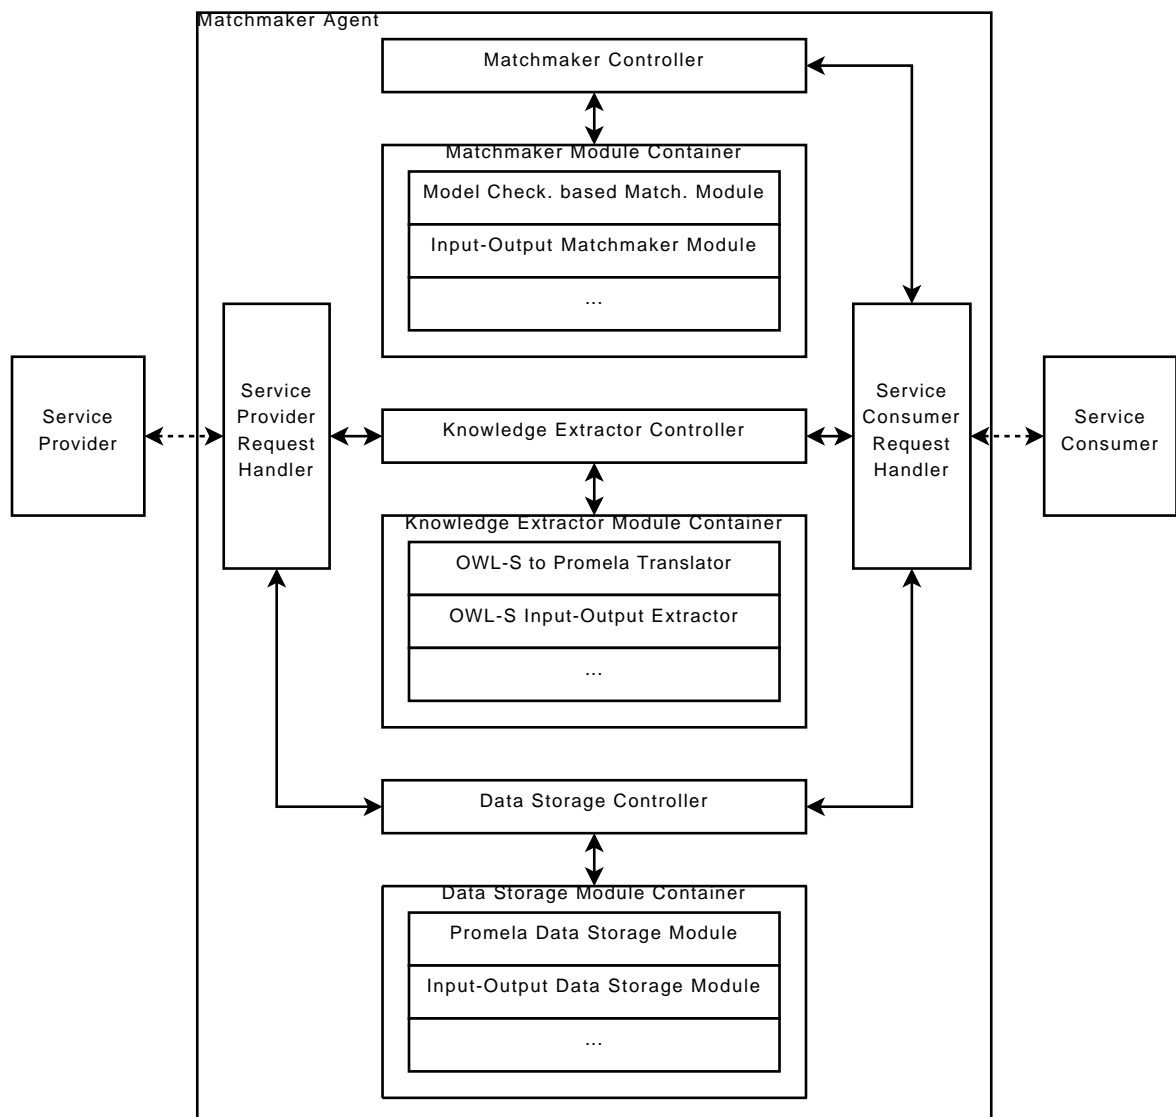 Matchmaker Agent
Matchmaker Controller
Matchmaker Module Container
Model Check. based Match. Module
Input-Output Matchmaker Module
...
Service
Provider
Service
Provider
Request
Handler
Knowledge Extractor Controller
Service
Consumer
Request
Handler
Service
Consumer
Knowledge Extractor Module Container
OWL-S to Promela Translator
OWL-S Input-Output Extractor
...
Data Storage Controller
Data Storage Module Container
Promela Data Storage Module
Input-Output Data Storage Module
...